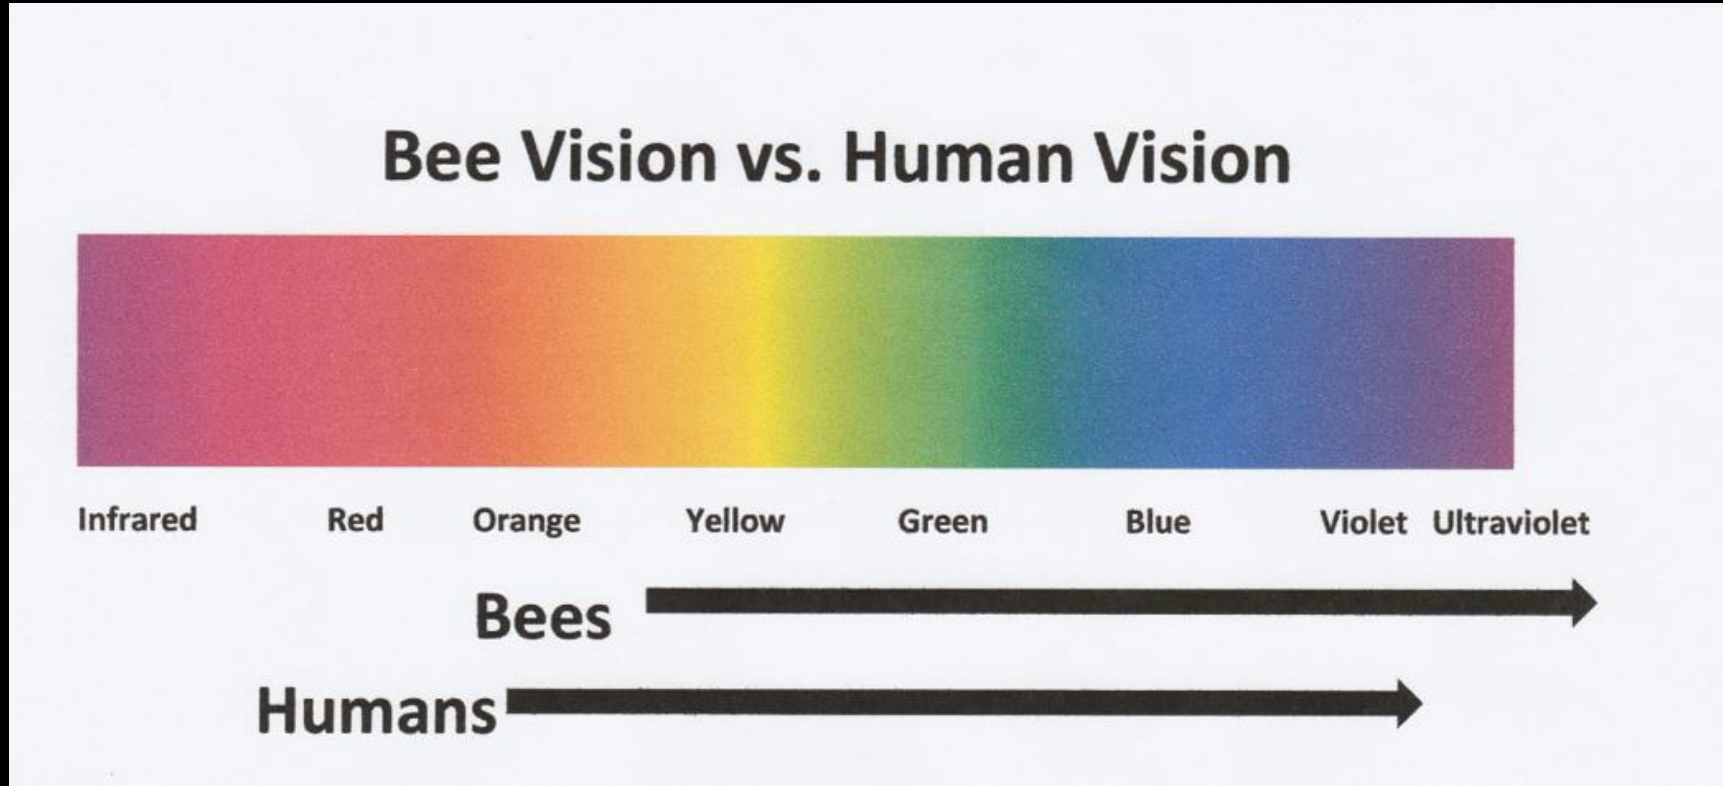 Bee Vision vs. Human Vision
Infrared Red Orange Yellow Green Blue Violet Ultraviolet
Bees
Humans